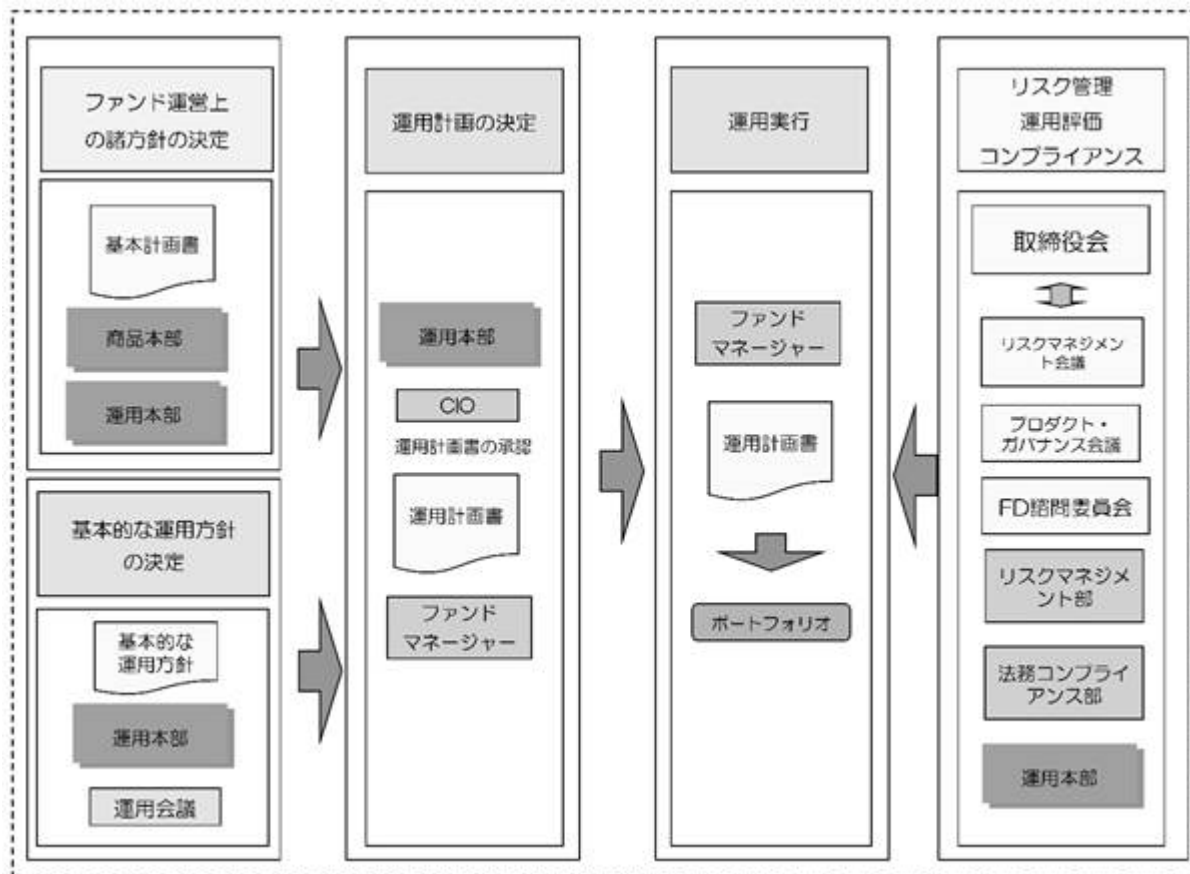 ファンド運営上
の諸方針の決定
基本計画書
商品本部
運用本部
基本的な運用方針
の決定
基本的な
運用方針
運用本部
運用会議
運用計画の決定
運用本部
CIO
運用計画書の承認
運用計画書
ファンド
マネージャー
運用実行
ファンド
マネージャー
運用計画書
ポートフォリオ
リスク管理
運用評価
コンプライアンス
取締役会
リスクマネジメン
ト会議
プロダクト・
ガバナンス会議
FD諮問委員会
リスクマネジメ
ント部
法務コンプライ
アンス部
運用本部